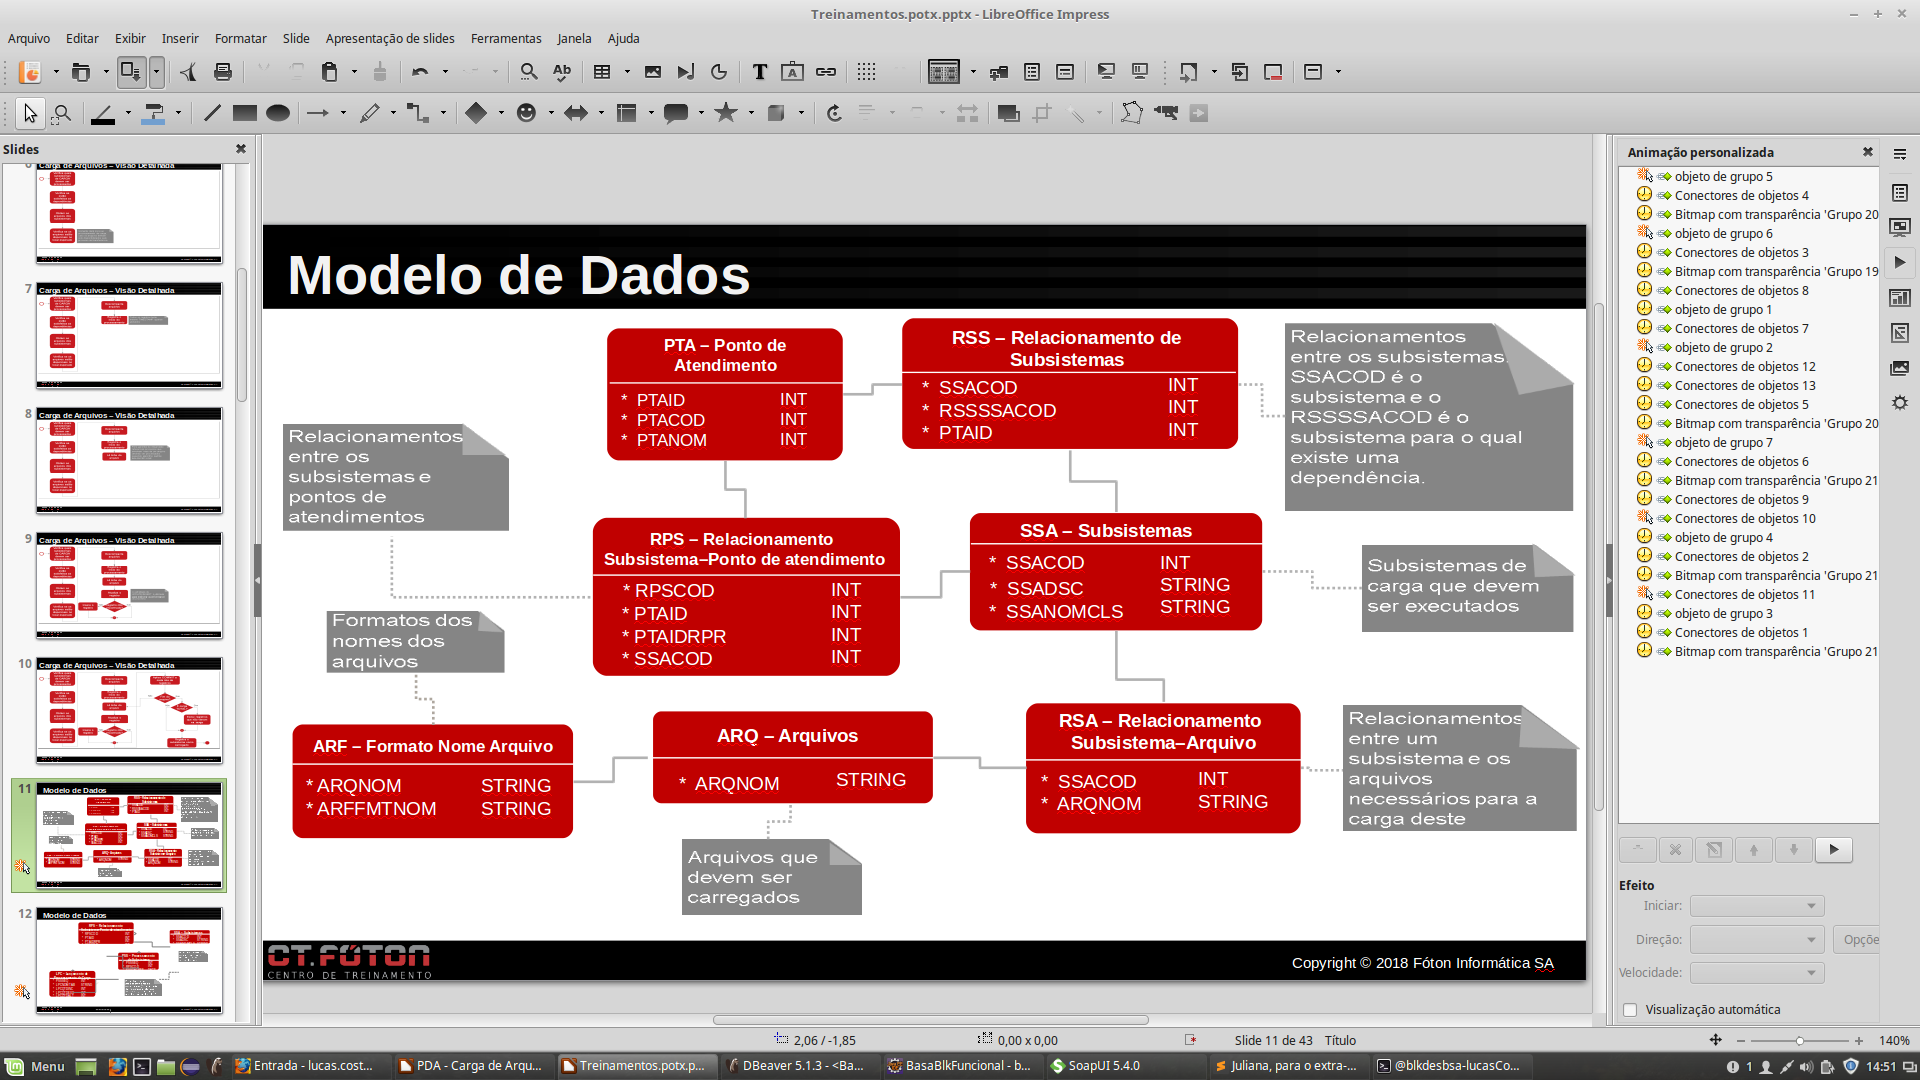 Treinamentos.potx.pptx - LibreOffice Impress
Arquivo Editar Exibir Inserir Formatar Slide Apresentação de slides Ferramentas Janela Ajuda
Slides
Carga de Arquivos – Visão Detalhada
7
Carga de Arquivos – Visão Detalhada
8
Carga de Arquivos – Visão Detalhada
9
Carga de Arquivos – Visão Detalhada
10
Carga de Arquivos – Visão Detalhada
11
Modelo de Dados
12
Modelo de Dados
Modelo de Dados
PTA – Ponto de
Atendimento
* PTAID INT
* PTACOD INT
* PTANOM INT
RSS – Relacionamento de
Subsistemas
* SSACOD INT
* RSSSSACOD INT
* PTAID INT
Relacionamentos
entre os subsistemas.
SSACOD é o
subsistema e o
RSSSSACOD é o
subsistema para o qual
existe uma
dependência.
Relacionamentos
entre os
subsistemas e
pontos de
atendimentos
RPS – Relacionamento
Subsistema–Ponto de atendimento
* RPSCOD INT
* PTAID INT
* PTAIDRPR INT
* SSACOD INT
SSA – Subsistemas
* SSACOD INT
* SSADSC STRING
* SSANOMCLS STRING
Subsistemas de
carga que devem
ser executados
Formatos dos
nomes dos
arquivos
ARF – Formato Nome Arquivo
* ARQNOM STRING
* ARFFMTNOM STRING
ARQ – Arquivos
* ARQNOM STRING
RSA – Relacionamento
Subsistema–Arquivo
* SSACOD INT
* ARQNOM STRING
Relacionamentos
entre um
subsistema e os
arquivos
necessários para a
carga deste
Arquivos que
devem ser
carregados
CT.FÓTON
CENTRO DE TREINAMENTO
Copyright © 2018 Fóton Informática SA
Animação personalizada
objeto de grupo 5
Conectores de objetos 4
Bitmap com transparência 'Grupo 20
objeto de grupo 6
Conectores de objetos 3
Bitmap com transparência 'Grupo 19
Conectores de objetos 8
objeto de grupo 1
Conectores de objetos 7
objeto de grupo 2
Conectores de objetos 12
Conectores de objetos 13
Conectores de objetos 5
Bitmap com transparência 'Grupo 20
objeto de grupo 7
Conectores de objetos 6
Bitmap com transparência 'Grupo 21
Conectores de objetos 9
Conectores de objetos 10
objeto de grupo 4
Conectores de objetos 2
Bitmap com transparência 'Grupo 21
Conectores de objetos 11
objeto de grupo 3
Conectores de objetos 1
Bitmap com transparência 'Grupo 21
Efeito
Iniciar:
Direção: Opçõe
Velocidade:
Visualização automática
2,06 / -1,85 0,00 x 0,00 Slide 11 de 43 Título 140%
Menu Entrada - lucas.cost... PDA - Carga de Arqu... Treinamentos.potx.p... DBeaver 5.1.3 - <Ba... BasaBlkFuncional - b... SoapUI 5.4.0 Juliana, para o extra-... @blkdesbsa-lucasCo... 1 14:51